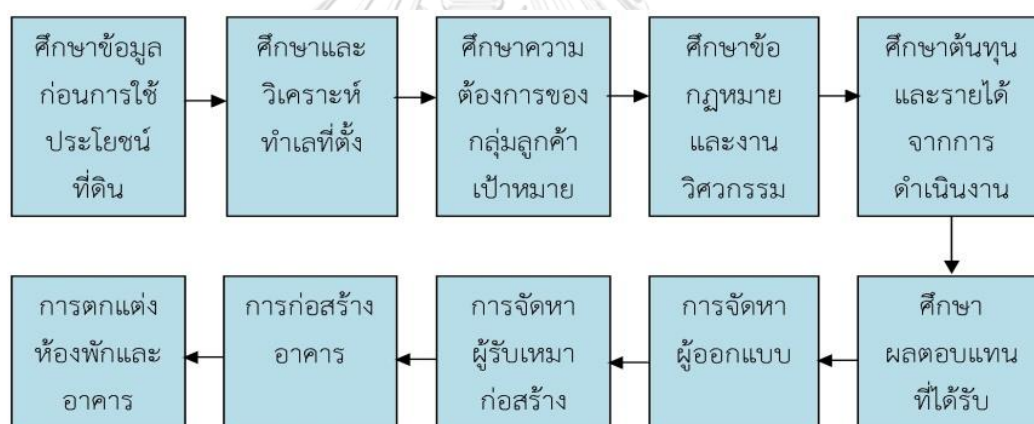 ศึกษาข้อมูล
ก่อนการใช้
ประโยชน์
ที่ดิน
ศึกษาและ
วิเคราะห์
ทำเลที่ตั้ง
ศึกษาความ
ต้องการของ
กลุ่มลูกค้า
เป้าหมาย
ศึกษาข้อ
กฎหมาย
และงาน
วิศวกรรม
ศึกษาต้นทุน
และรายได้
จากการ
ดำเนินงาน
ศึกษา
ผลตอบแทน
ที่ได้รับ
การจัดหา
ผู้ออกแบบ
การจัดหา
ผู้รับเหมา
ก่อสร้าง
การก่อสร้าง
อาคาร
การตกแต่ง
ห้องพักและ
อาคาร